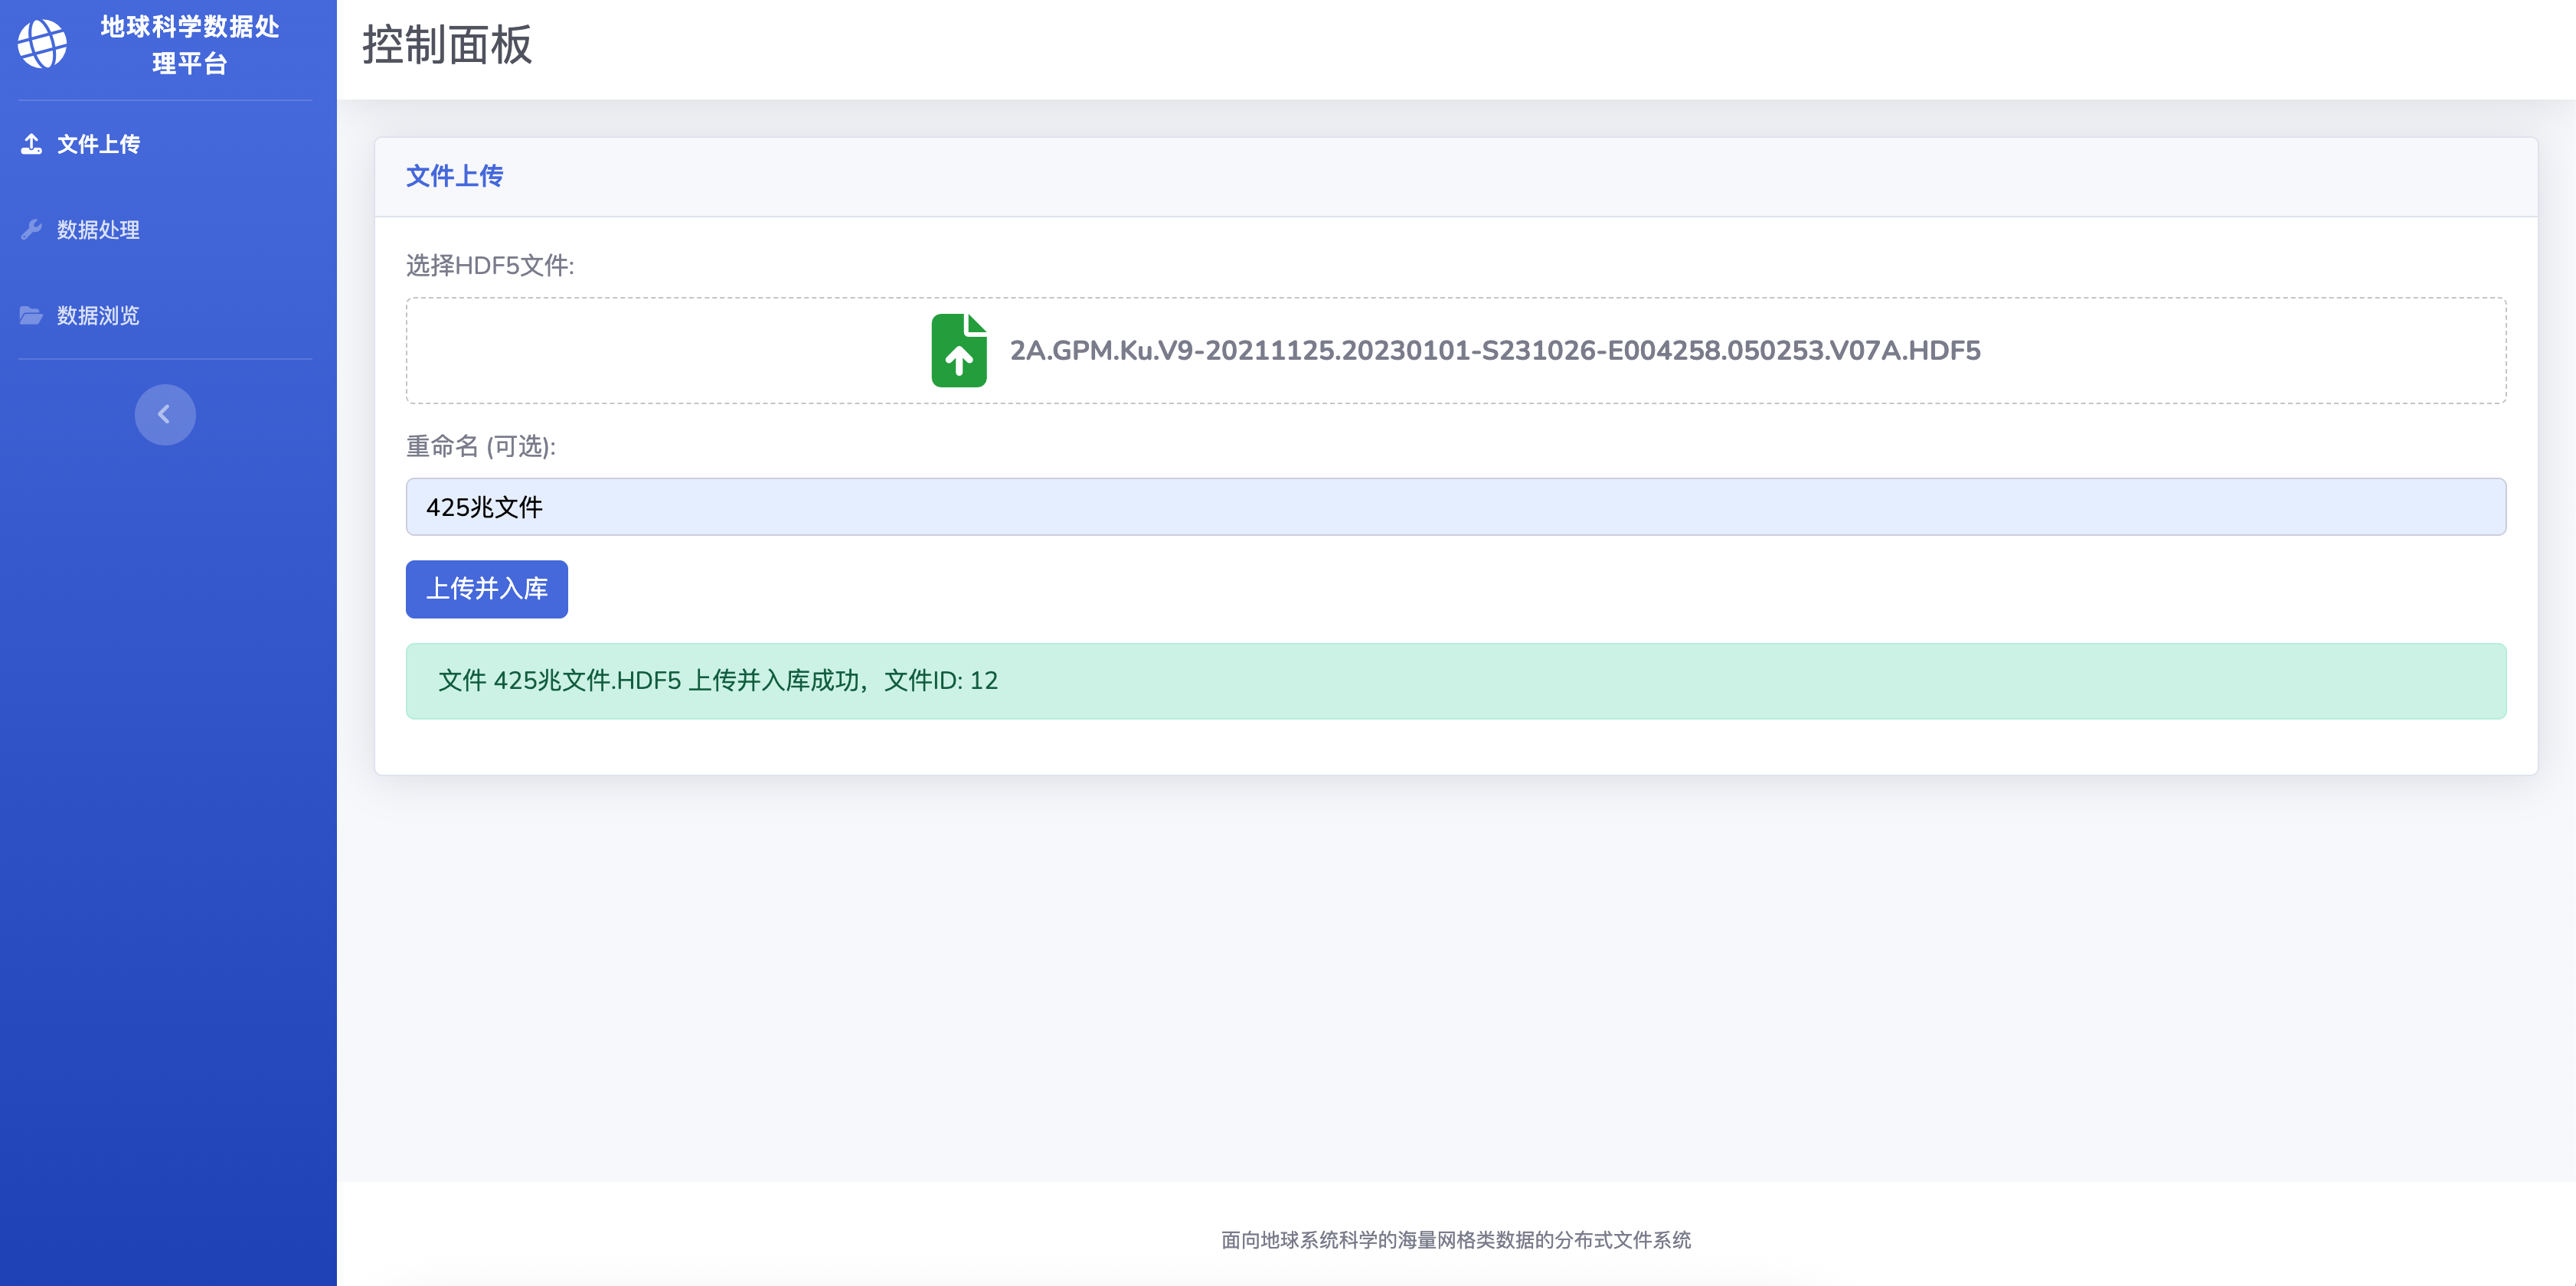 地球科学数据处
理平台
文件上传
数据处理
数据浏览
控制面板
文件上传
选择HDF5文件:
2A.GPM.Ku.V9-20211125.20230101-S231026-E004258.050253.V07A.HDF5
重命名 (可选):
425兆文件
上传并入库
文件 425兆文件.HDF5 上传并入库成功，文件ID: 12
面向地球系统科学的海量网格类数据的分布式文件系统